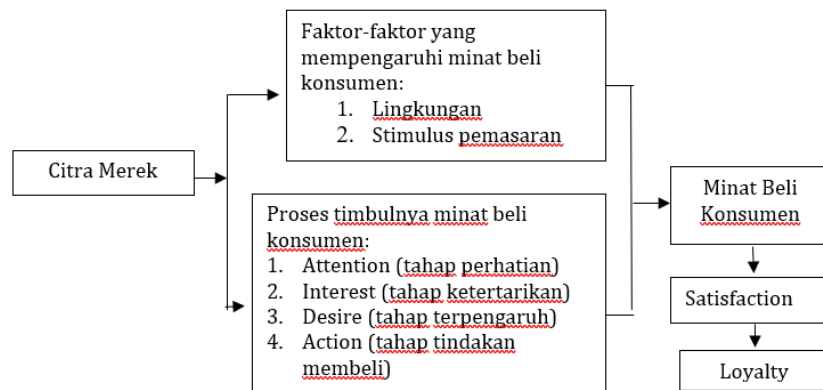 Faktor-faktor yang
mempengaruhi minat beli
konsumen:
1. Lingkungan
2. Stimulus pemasaran
Citra Merek
Proses timbulnya minat beli
konsumen:
1. Attention (tahap perhatian)
2. Interest (tahap ketertarikan)
3. Desire (tahap terpengaruh)
4. Action (tahap tindakan
membeli)
Minat Beli
Konsumen
Satisfaction
Loyalty